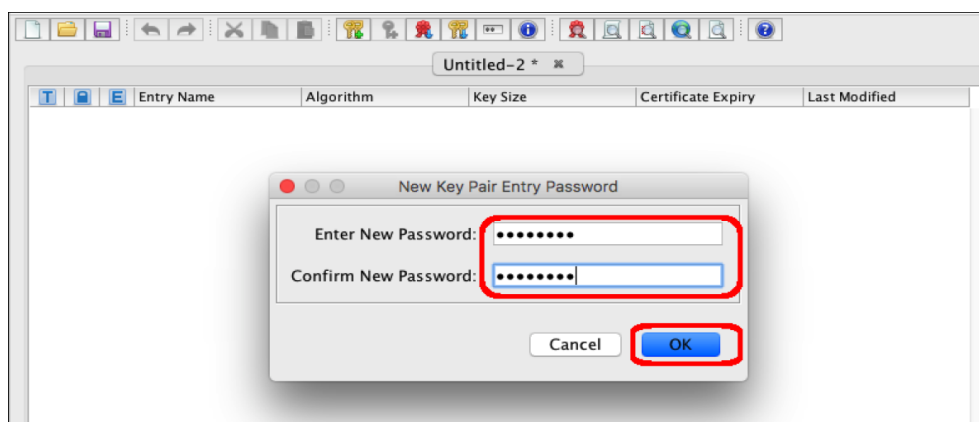 Untitled-2 *
T E Entry Name Algorithm Key Size Certificate Expiry Last Modified
New Key Pair Entry Password
Enter New Password: ••••••••
Confirm New Password: ••••••••
Cancel OK